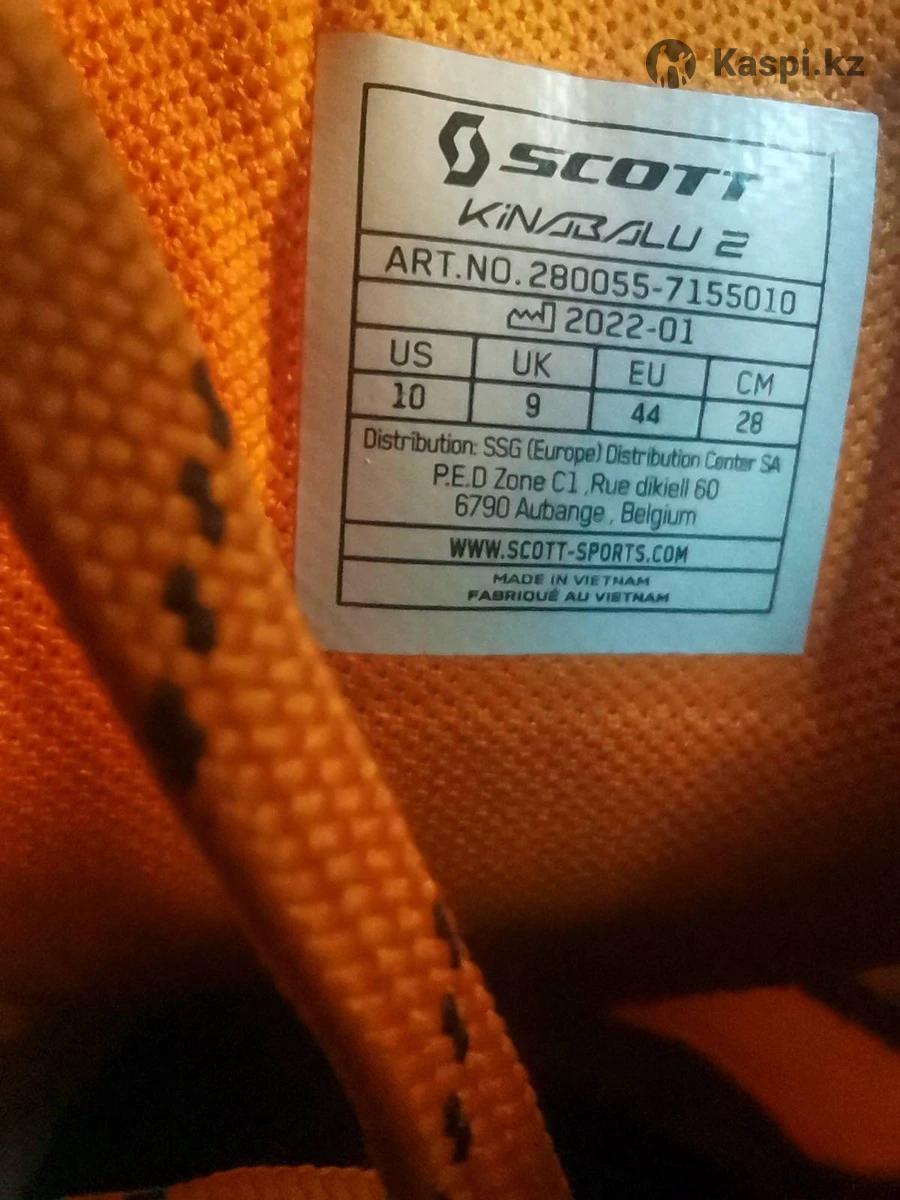 Kaspi.kz
SCOTT
KINABALU 2
ART.NO. 280055-7155010
2022-01
US UK EU CM
10 9 44 28
Distribution: SSG (Europe) Distribution Center SA
P.E.D Zone C1 ,Rue dikiell 60
6790 Aubange , Belgium
WWW.SCOTT-SPORTS.COM
MADE IN VIETNAM
FABRIQUÉ AU VIETNAM